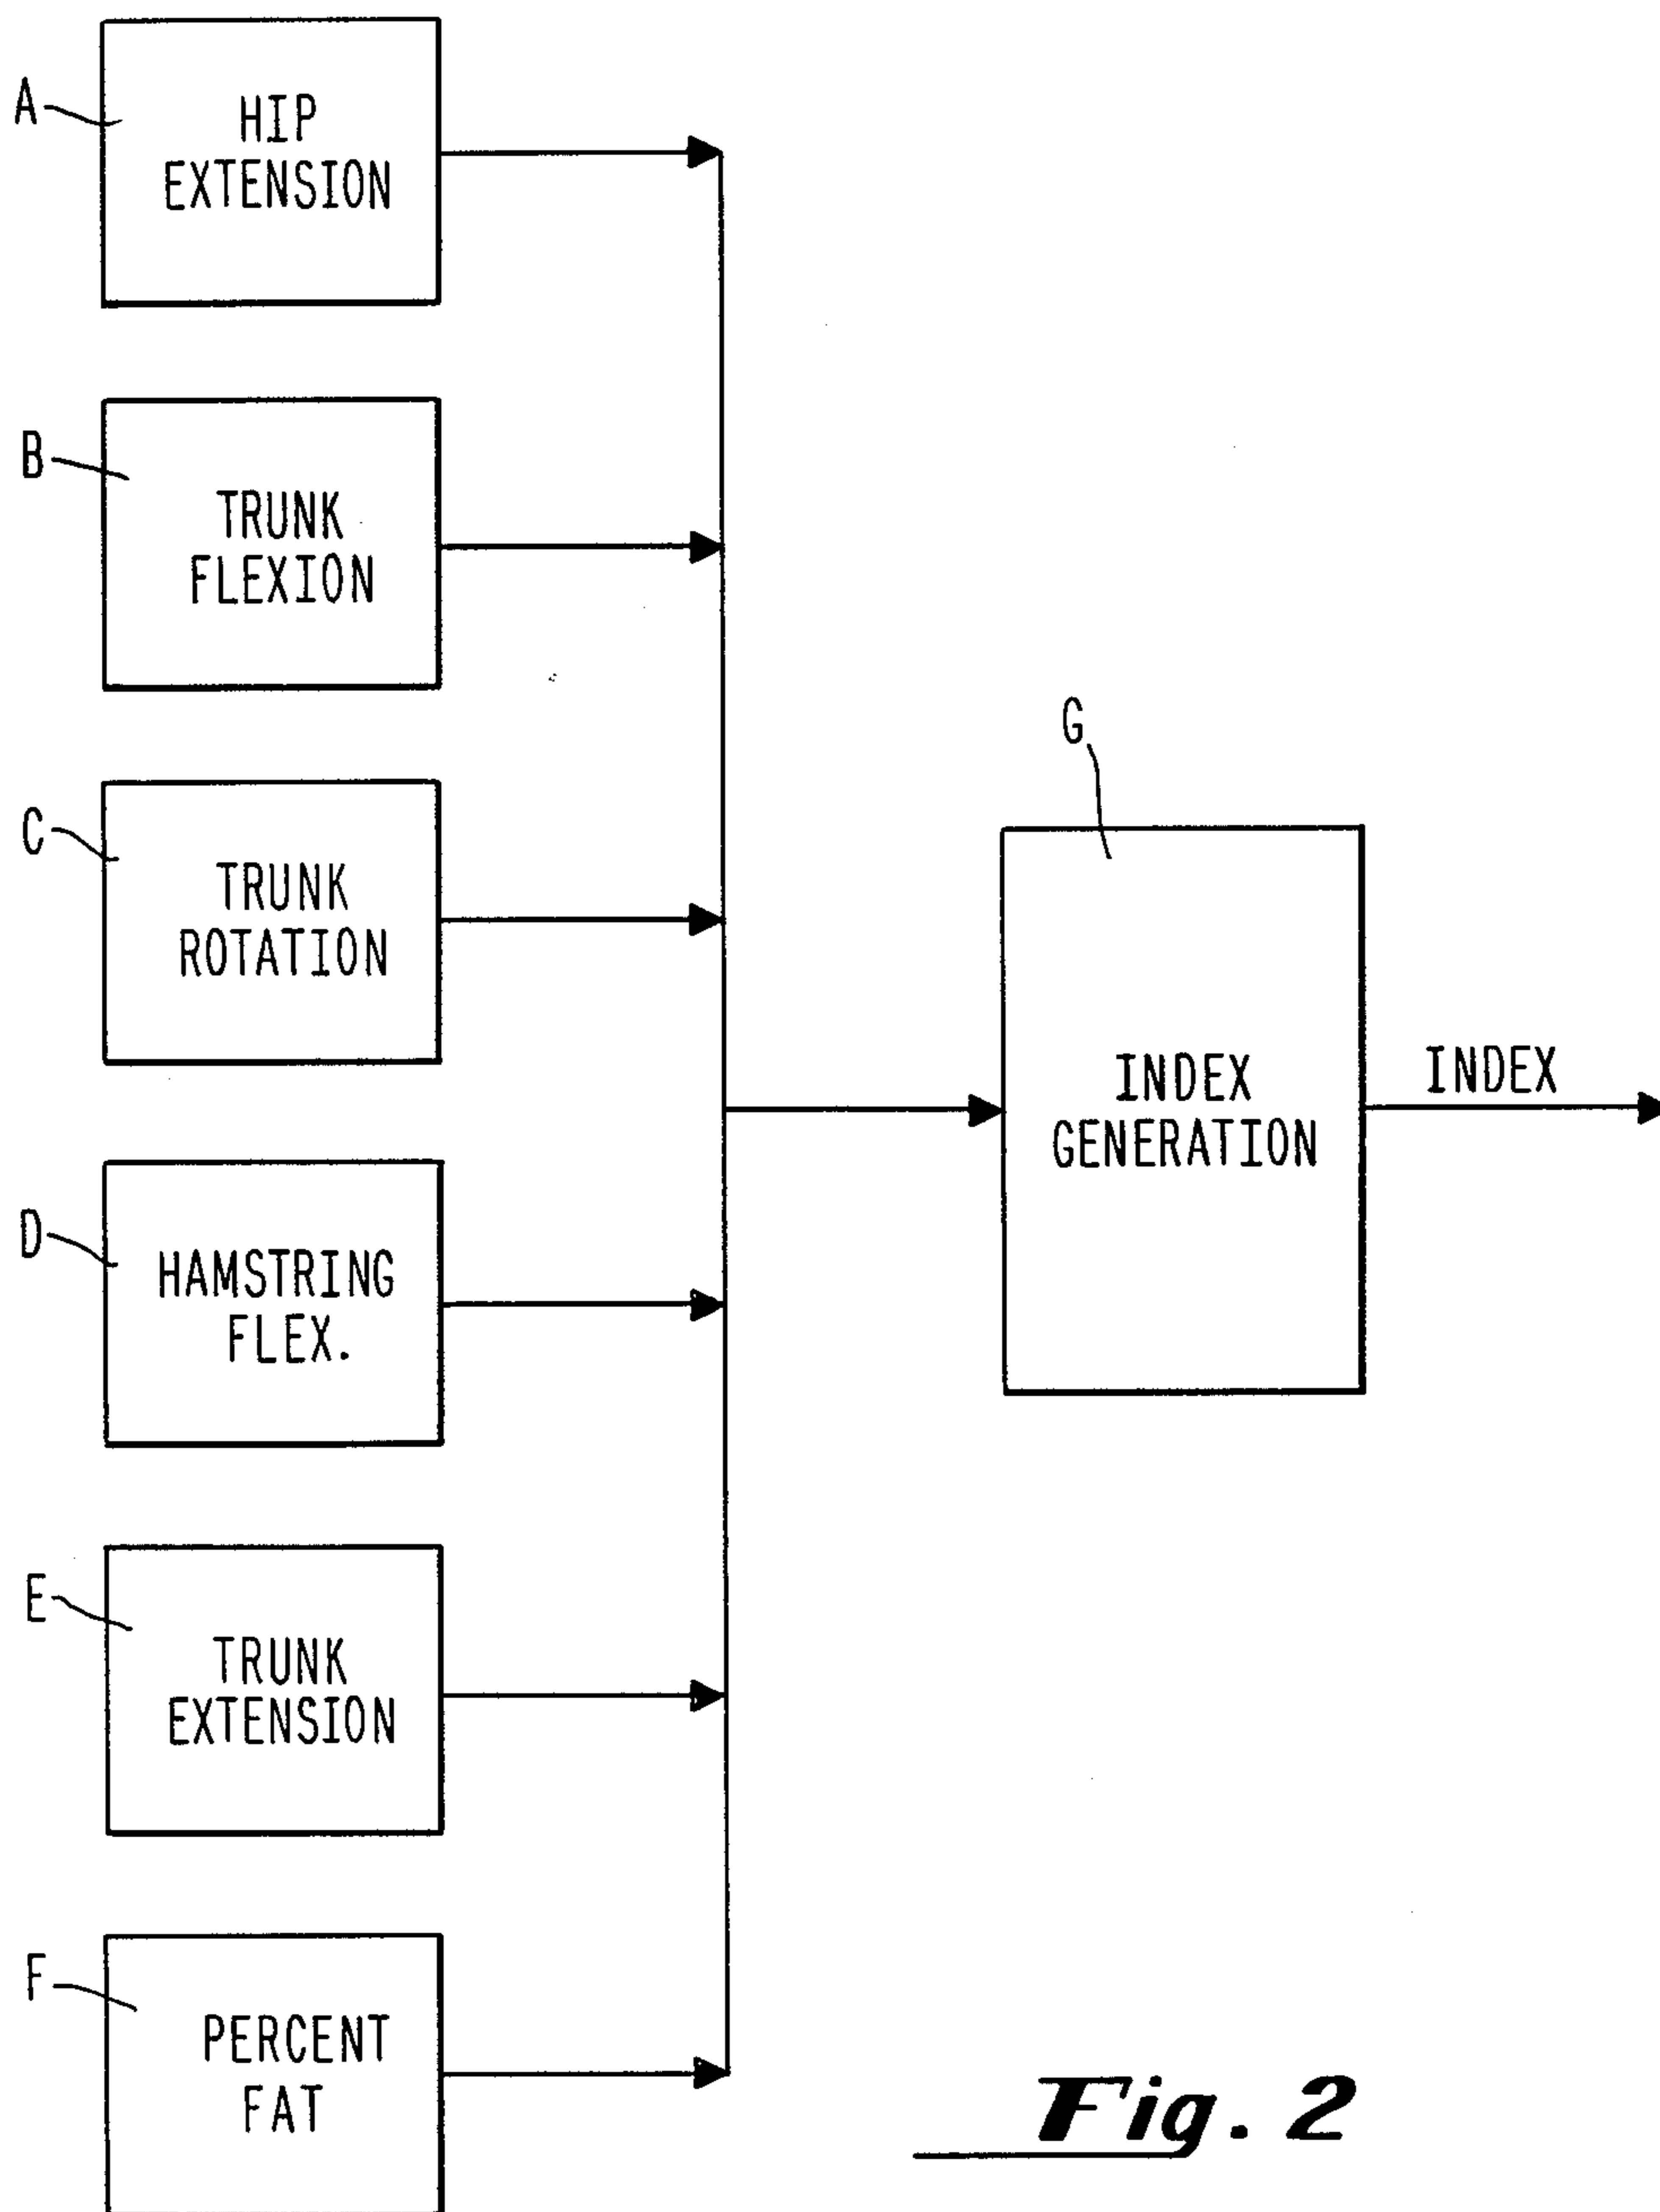 A
HIP
EXTENSION
B
TRUNK
FLEXION
C
TRUNK
ROTATION
D
HAMSTRING
FLEX.
E
TRUNK
EXTENSION
F
PERCENT
FAT
G
INDEX
GENERATION
INDEX
Fig. 2